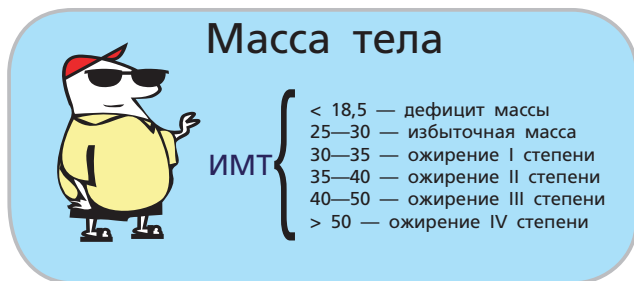 Масса тела
ИМТ
< 18,5 — дефицит массы
25—30 — избыточная масса
30—35 — ожирение I степени
35—40 — ожирение II степени
40—50 — ожирение III степени
> 50 — ожирение IV степени